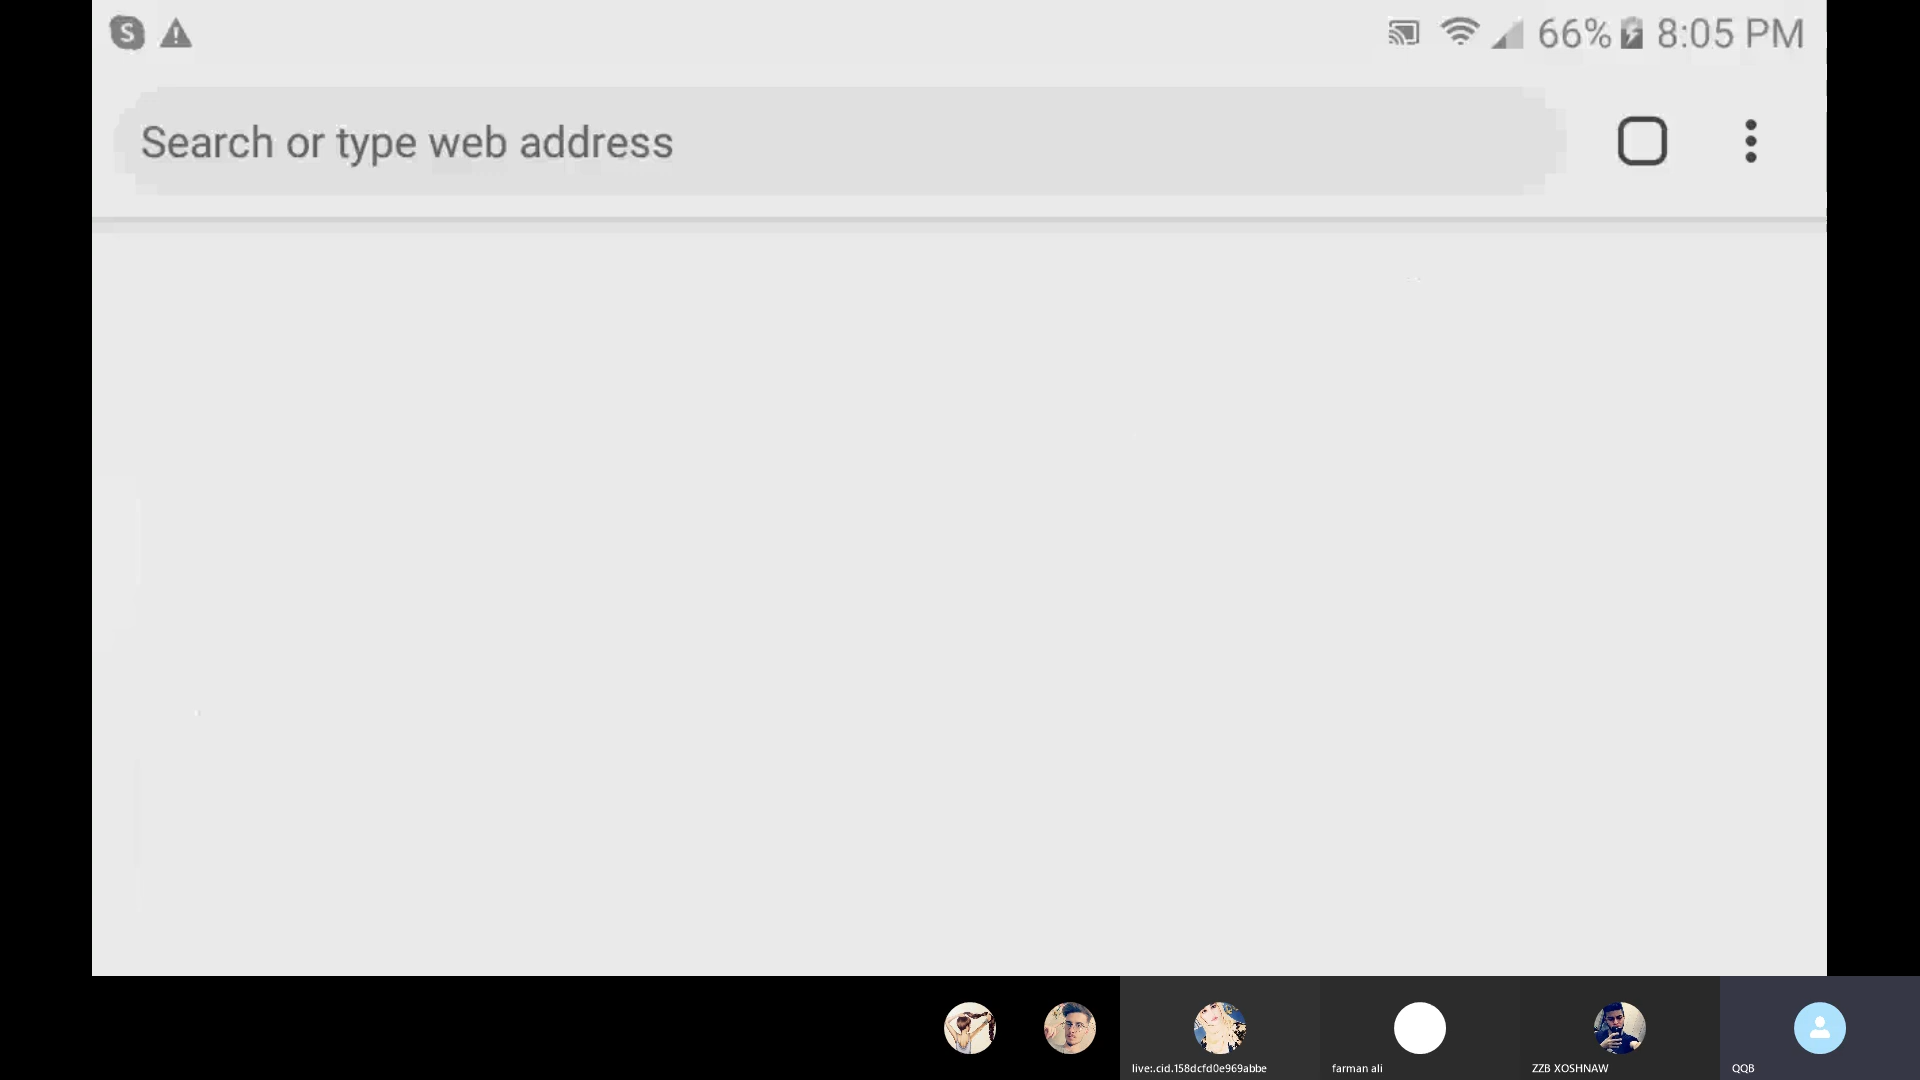 S
66% 8:05 PM
Search or type web address
live:.cid.158dcfd0e969abbe
farman ali
ZZB XOSHNAW
QQB